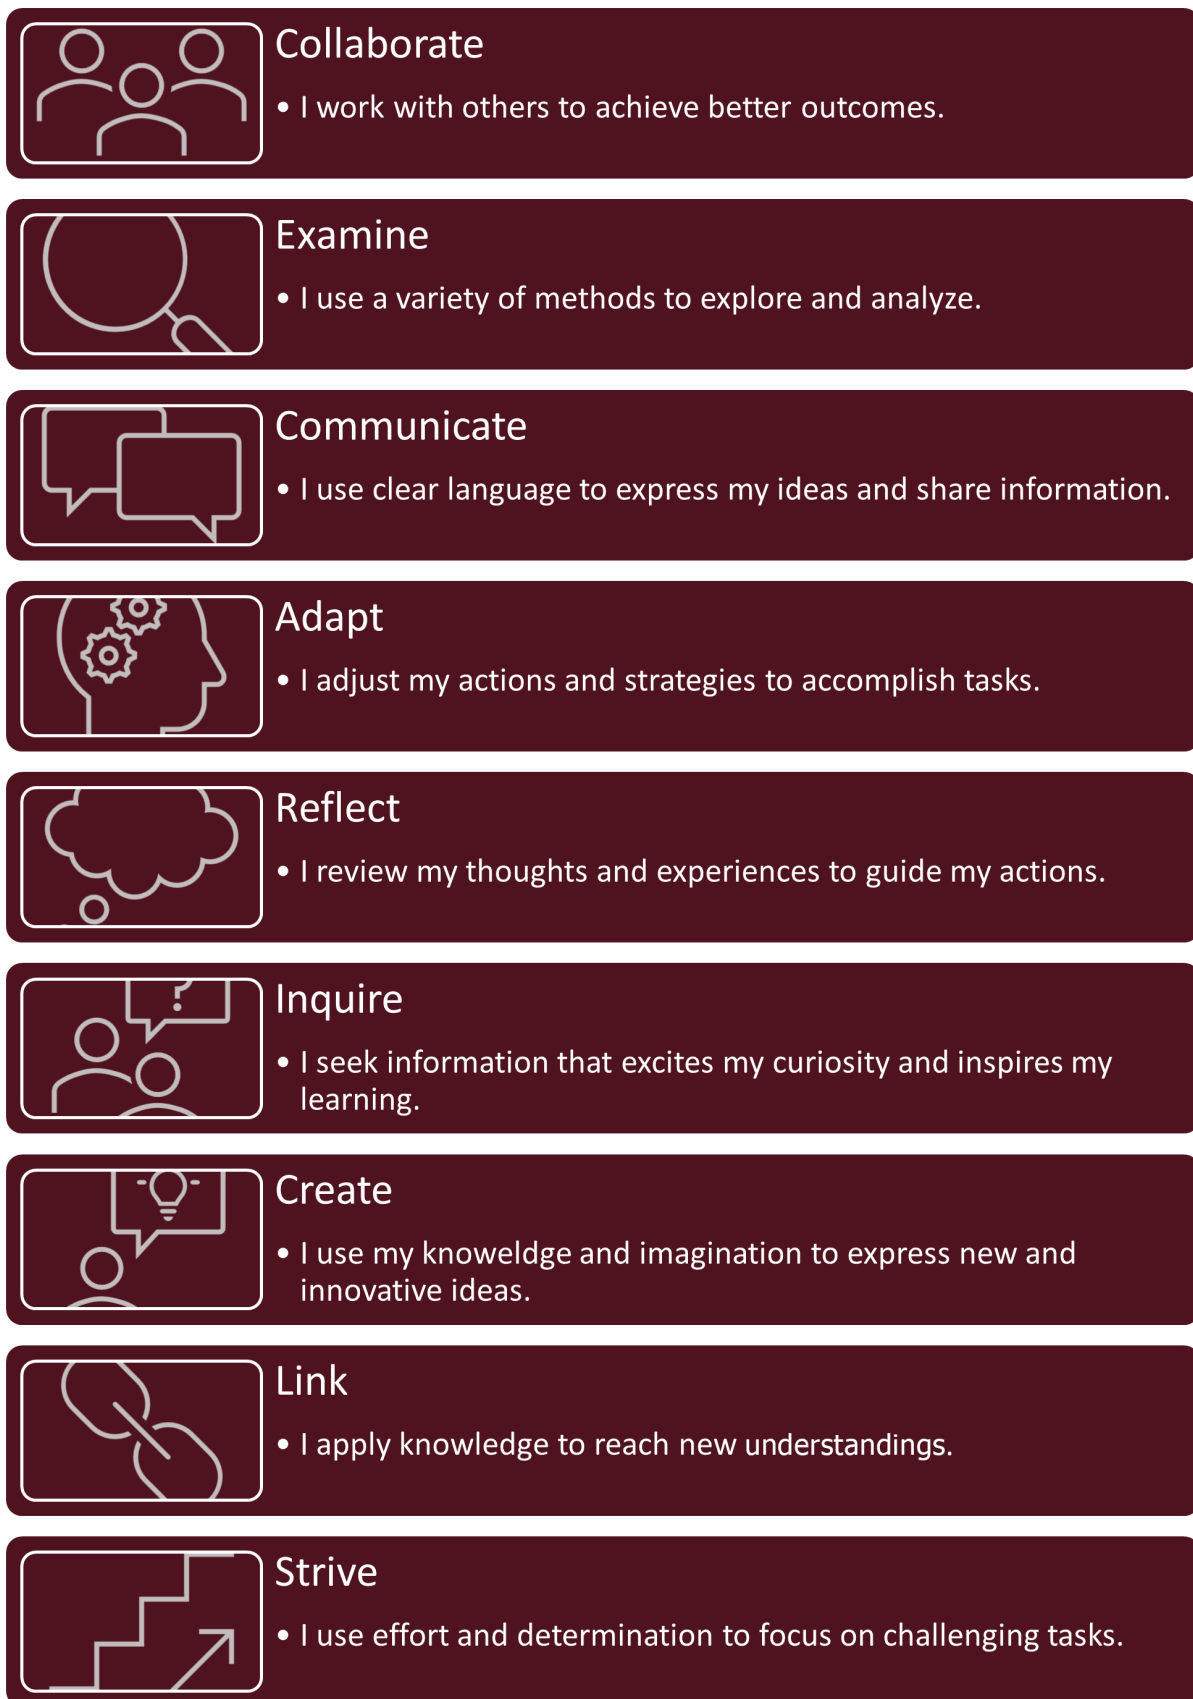 Collaborate
• I work with others to achieve better outcomes.
Examine
• I use a variety of methods to explore and analyze.
Communicate
• I use clear language to express my ideas and share information.
Adapt
• I adjust my actions and strategies to accomplish tasks.
Reflect
• I review my thoughts and experiences to guide my actions.
?
Inquire
• I seek information that excites my curiosity and inspires my
learning.
Create
• I use my knoweldge and imagination to express new and
innovative ideas.
Link
• I apply knowledge to reach new understandings.
Strive
• I use effort and determination to focus on challenging tasks.